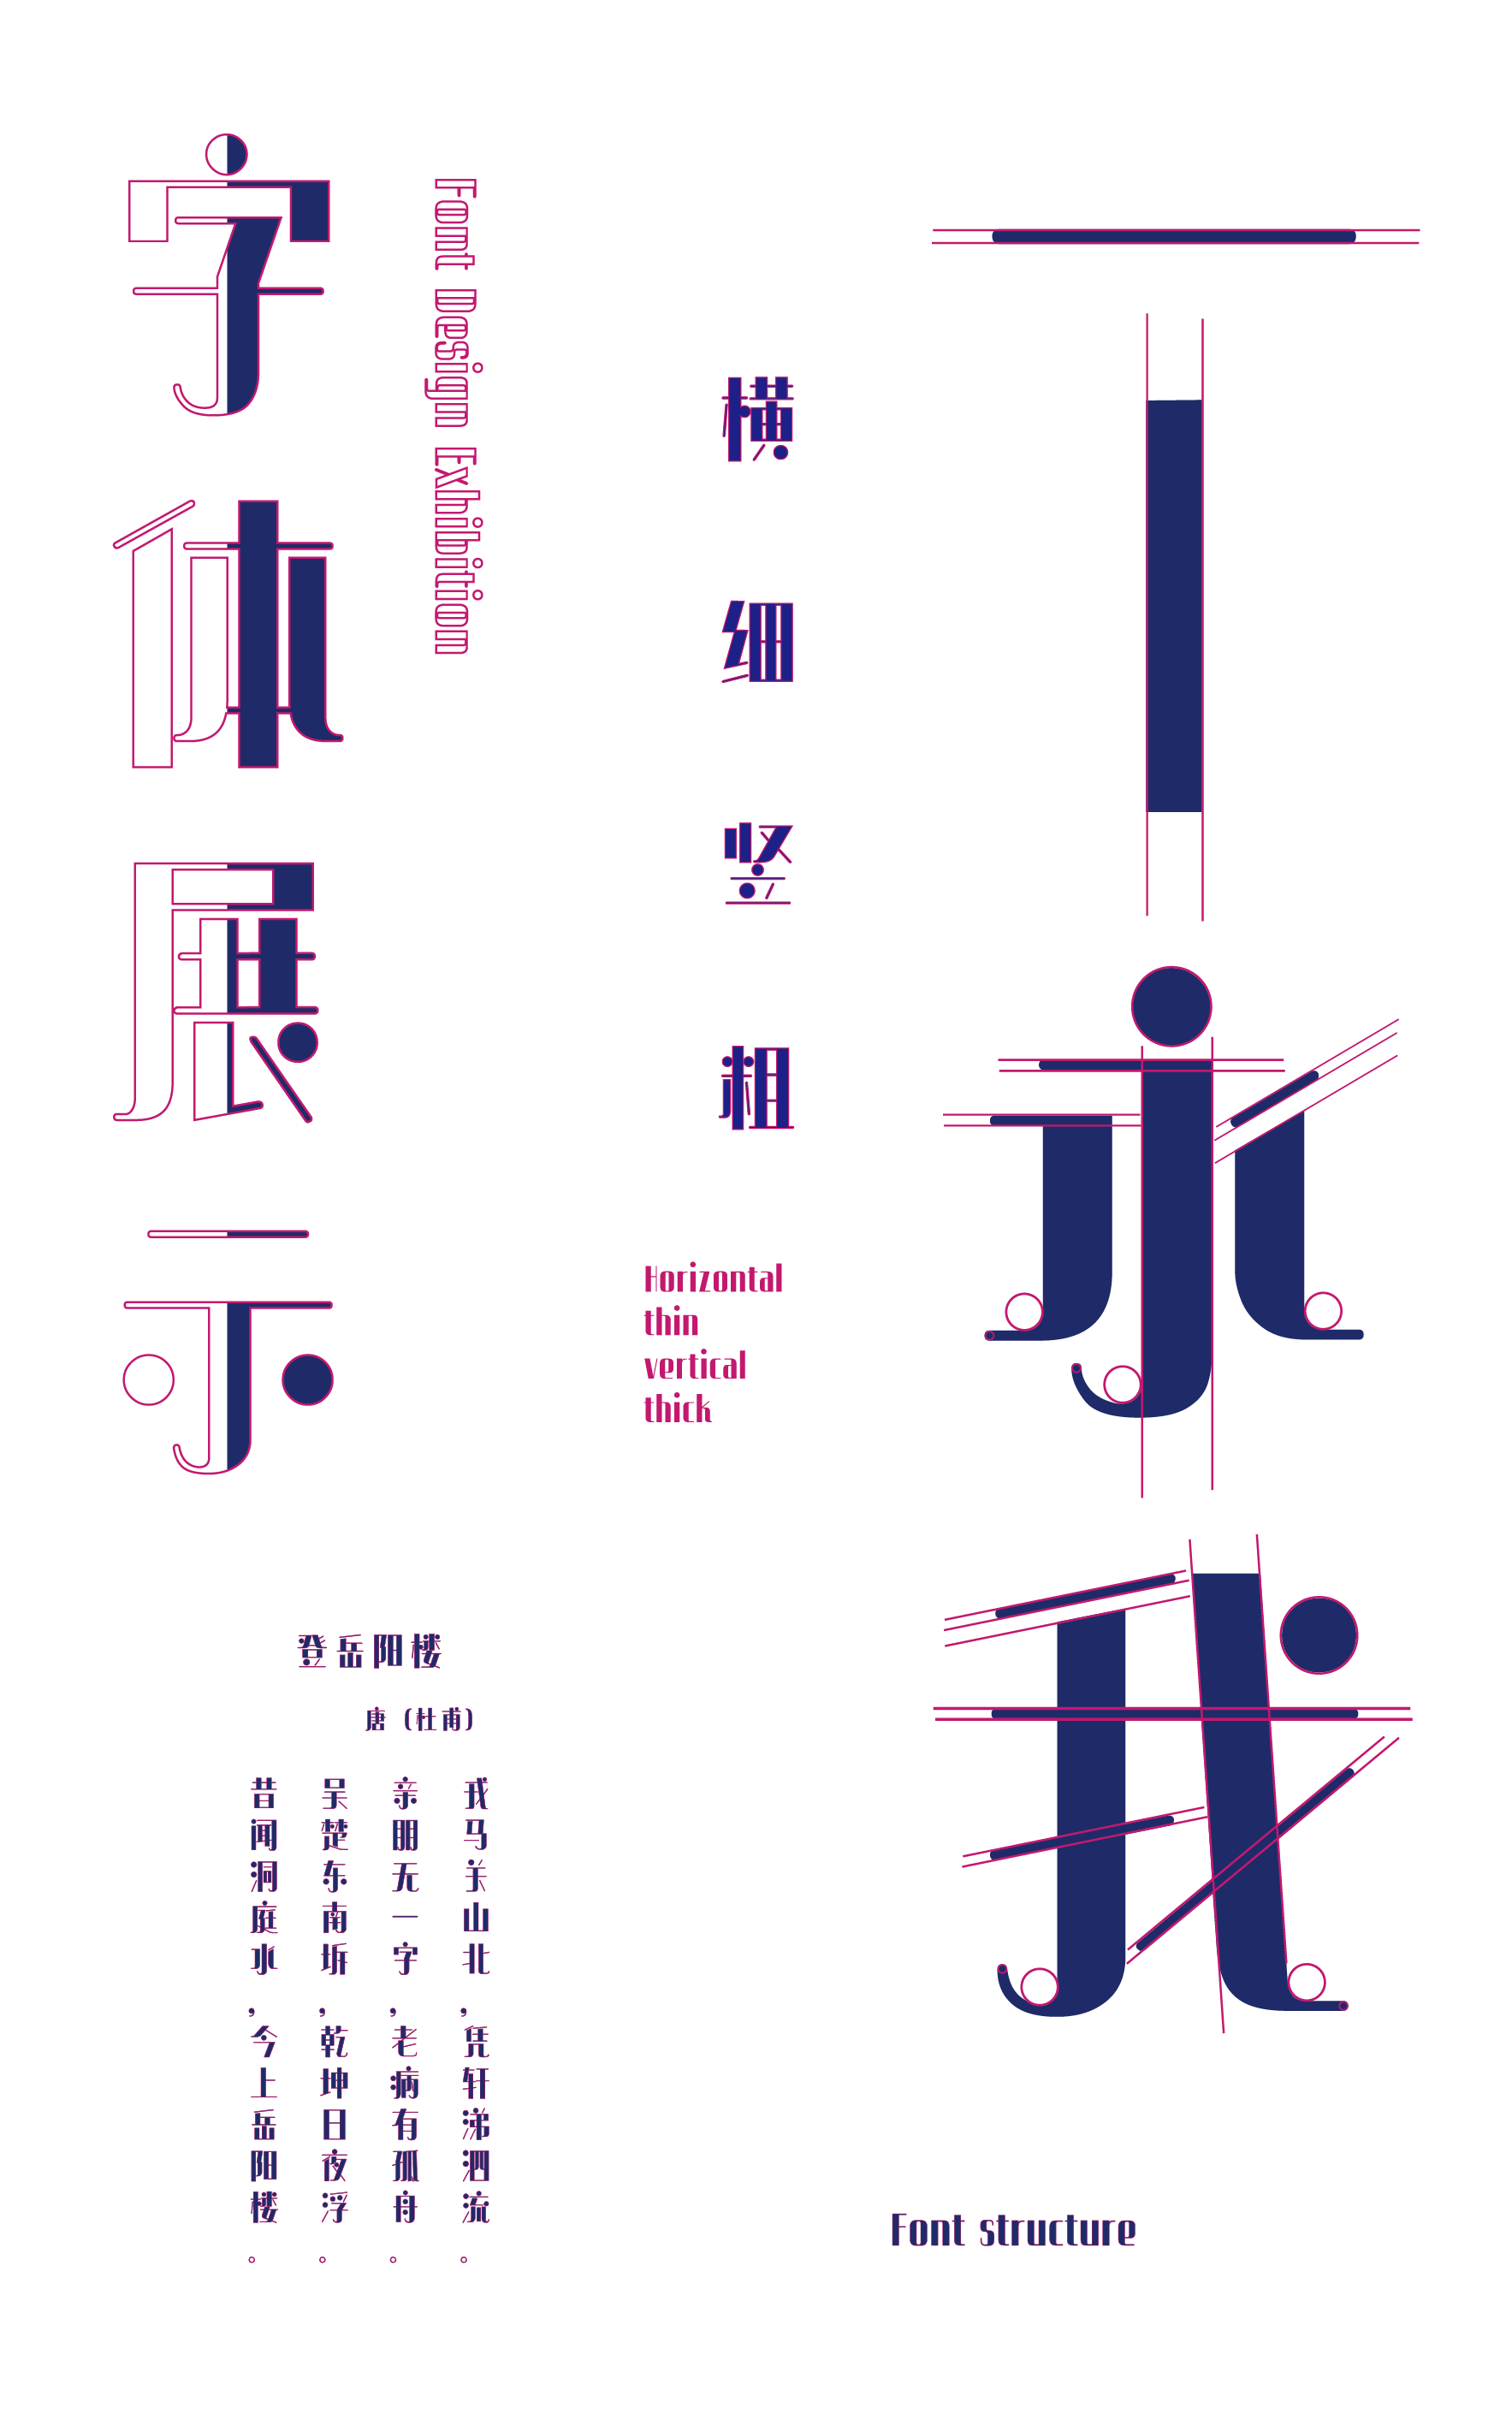 字体展示
Font Design Exhibition
横细竖粗
Horizontal
thin
vertical
thick
永
我
登岳阳楼
唐（杜甫）
昔闻洞庭水，今上岳阳楼。
吴楚东南坼，乾坤日夜浮。
亲朋无一字，老病有孤舟。
戎马关山北，凭轩涕泗流。
Font structure